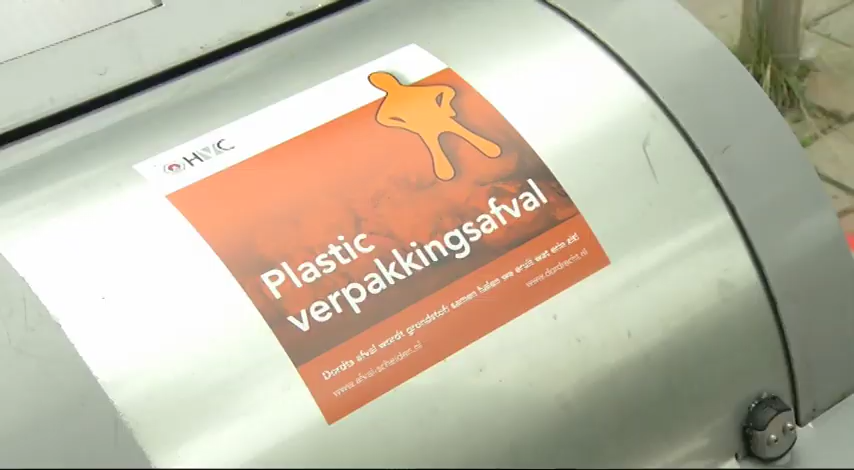 HVC
Plastic
verpakkingsafval
Dordts afval wordt grondstof: samen halen we eruit wat erin zit!
www.afval-scheiden.nl
www.dordrecht.nl